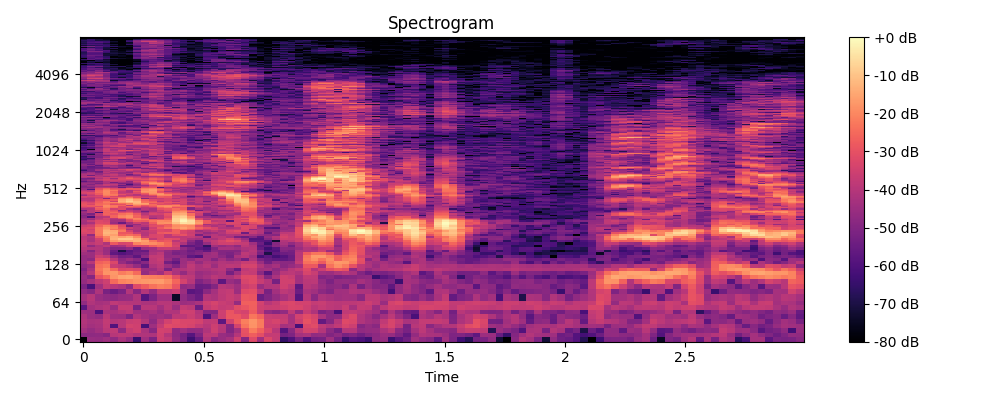 Spectrogram
Hz
4096
2048
1024
512
256
128
64
0
0
0.5
1
1.5
2
2.5
Time
+0 dB
-10 dB
-20 dB
-30 dB
-40 dB
-50 dB
-60 dB
-70 dB
-80 dB